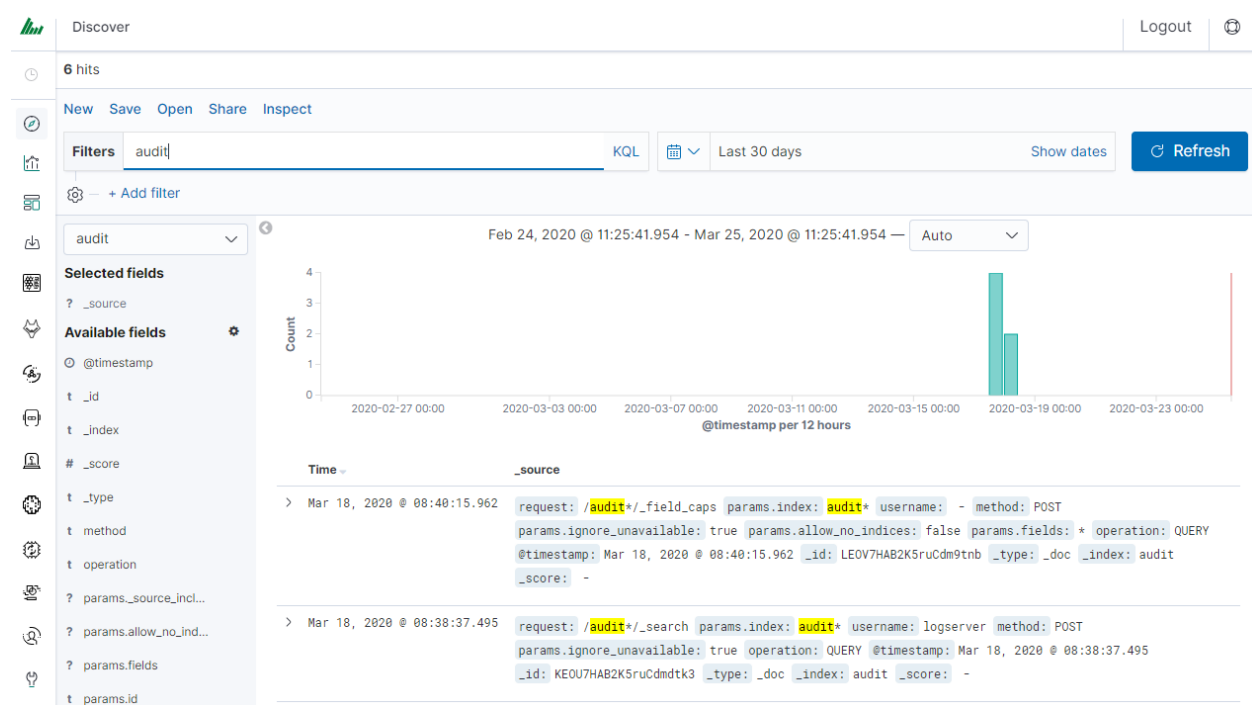 Discover
Logout
6 hits
New Save Open Share Inspect
Filters audit KQL Last 30 days Show dates Refresh
+ Add filter
audit
Selected fields
? _source
Available fields
@timestamp
t _id
t _index
# _score
t _type
t method
t operation
? params._source_incl...
? params.allow_no_ind...
? params.fields
t params.id
Feb 24, 2020 @ 11:25:41.954 - Mar 25, 2020 @ 11:25:41.954 — Auto
Count
4
3
2
1
0
2020-02-27 00:00 2020-03-03 00:00 2020-03-07 00:00 2020-03-11 00:00 2020-03-15 00:00 2020-03-19 00:00 2020-03-23 00:00
@timestamp per 12 hours
Time _source
Mar 18, 2020 @ 08:40:15.962 request: /audit*/_field_caps params.index: audit* username: - method: POST
params.ignore_unavailable: true params.allow_no_indices: false params.fields: * operation: QUERY
@timestamp: Mar 18, 2020 @ 08:40:15.962 _id: LEOV7HAB2K5ruCdm9tnb _type: _doc _index: audit
_score: -
Mar 18, 2020 @ 08:38:37.495 request: /audit*/_search params.index: audit* username: logserver method: POST
params.ignore_unavailable: true operation: QUERY @timestamp: Mar 18, 2020 @ 08:38:37.495
_id: KEOU7HAB2K5ruCdmdtk3 _type: _doc _index: audit _score: -